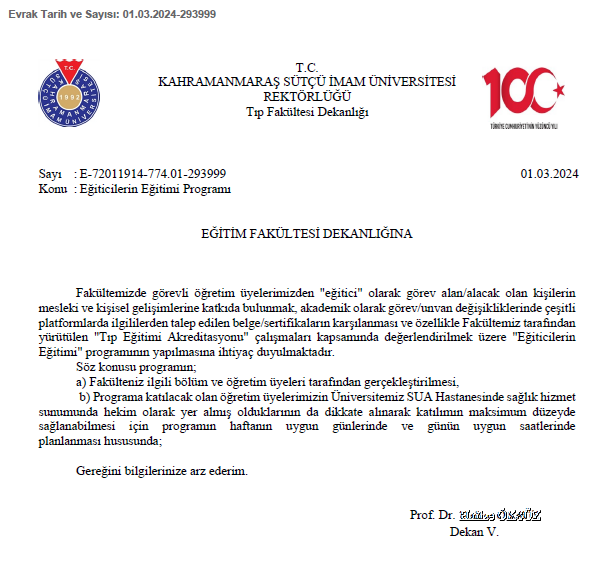 Evrak Tarih ve Sayısı: 01.03.2024-293999
T.C.
KAHRAMANMARAŞ SÜTÇÜ İMAM ÜNİVERSİTESİ
REKTÖRLÜĞÜ
Tıp Fakültesi Dekanlığı
T.C.
KAHRAMANMARAŞ SÜTÇÜ İMAM ÜNİVERSİTESİ
1992
100
TÜRKİYE CUMHURİYETİ'NİN YÜZÜNCÜ YILI
Sayı : E-72011914-774.01-293999 01.03.2024
Konu : Eğiticilerin Eğitimi Programı
EĞİTİM FAKÜLTESİ DEKANLIĞINA
Fakültemizde görevli öğretim üyelerimizden "eğitici" olarak görev alan/alacak olan kişilerin
mesleki ve kişisel gelişimlerine katkıda bulunmak, akademik olarak görev/unvan değişikliklerinde çeşitli
platformlarda ilgililerden talep edilen belge/sertifikaların karşılanması ve özellikle Fakültemiz tarafından
yürütülen "Tıp Eğitimi Akreditasyonu" çalışmaları kapsamında değerlendirilmek üzere "Eğiticilerin
Eğitimi" programının yapılmasına ihtiyaç duyulmaktadır.
Söz konusu programın;
a) Fakülteniz ilgili bölüm ve öğretim üyeleri tarafından gerçekleştirilmesi,
b) Programa katılacak olan öğretim üyelerimizin Üniversitemiz SUA Hastanesinde sağlık hizmet
sunumunda hekim olarak yer almış olduklarının da dikkate alınarak katılımın maksimum düzeyde
sağlanabilmesi için programın haftanın uygun günlerinde ve günün uygun saatlerinde
planlanması hususunda;
Gereğini bilgilerinize arz ederim.
Prof. Dr.
Dekan V.